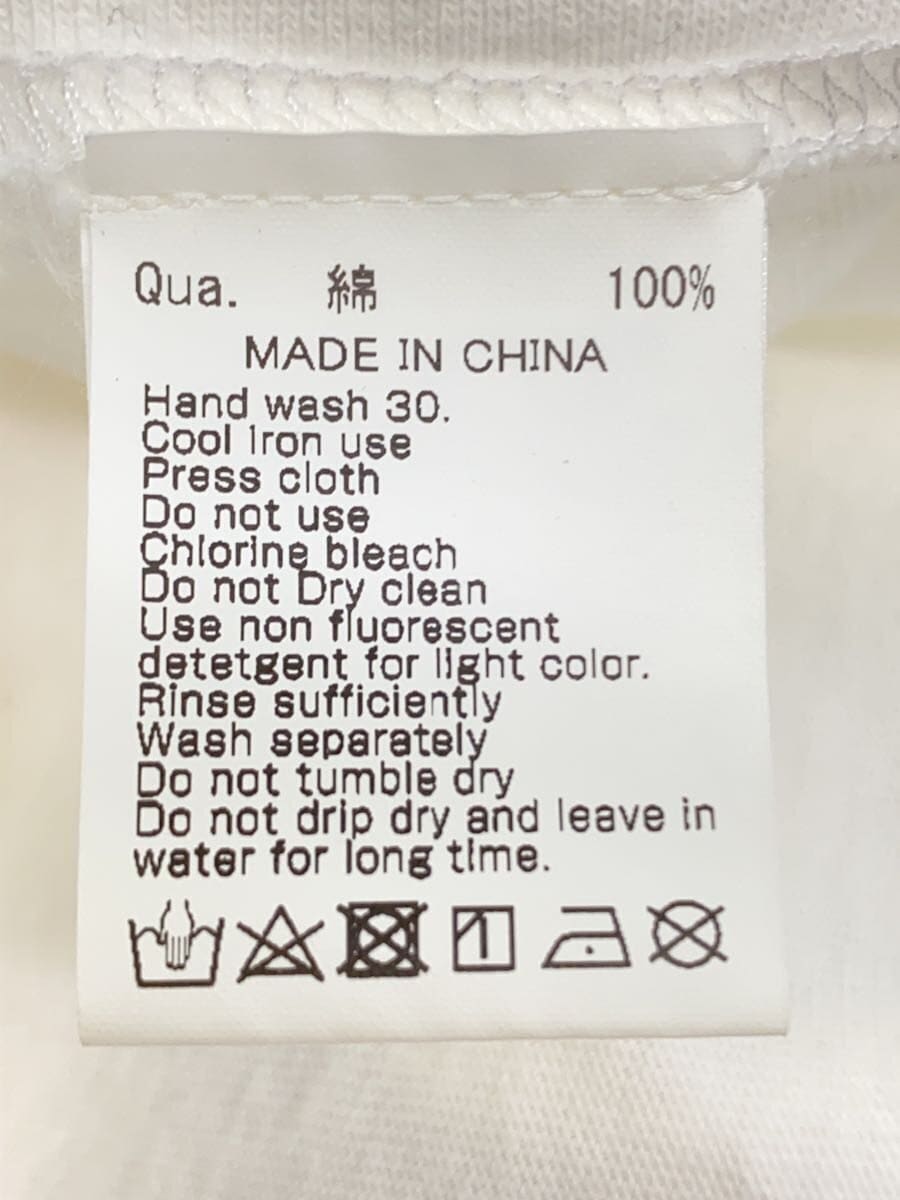 Qua. 綿 100%
MADE IN CHINA
Hand wash 30.
Cool iron use
Press cloth
Do not use
Chlorine bleach
Do not Dry clean
Use non fluorescent
detetgent for light color.
Rinse sufficiently
Wash separately
Do not tumble dry
Do not drip dry and leave in
water for long time.